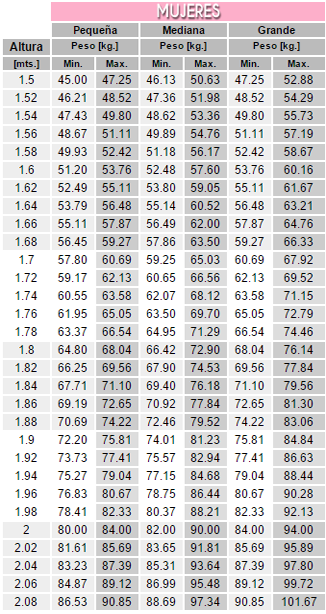 MUJERES
Pequeña Mediana Grande
Altura Peso [kg.] Peso [kg.] Peso [kg.]
[mts.] Min. Max. Min. Max. Min. Max.
1.5 45.00 47.25 46.13 50.63 47.25 52.88
1.52 46.21 48.52 47.36 51.98 48.52 54.29
1.54 47.43 49.80 48.62 53.36 49.80 55.73
1.56 48.67 51.11 49.89 54.76 51.11 57.19
1.58 49.93 52.42 51.18 56.17 52.42 58.67
1.6 51.20 53.76 52.48 57.60 53.76 60.16
1.62 52.49 55.11 53.80 59.05 55.11 61.67
1.64 53.79 56.48 55.14 60.52 56.48 63.21
1.66 55.11 57.87 56.49 62.00 57.87 64.76
1.68 56.45 59.27 57.86 63.50 59.27 66.33
1.7 57.80 60.69 59.25 65.03 60.69 67.92
1.72 59.17 62.13 60.65 66.56 62.13 69.52
1.74 60.55 63.58 62.07 68.12 63.58 71.15
1.76 61.95 65.05 63.50 69.70 65.05 72.79
1.78 63.37 66.54 64.95 71.29 66.54 74.46
1.8 64.80 68.04 66.42 72.90 68.04 76.14
1.82 66.25 69.56 67.90 74.53 69.56 77.84
1.84 67.71 71.10 69.40 76.18 71.10 79.56
1.86 69.19 72.65 70.92 77.84 72.65 81.30
1.88 70.69 74.22 72.46 79.52 74.22 83.06
1.9 72.20 75.81 74.01 81.23 75.81 84.84
1.92 73.73 77.41 75.57 82.94 77.41 86.63
1.94 75.27 79.04 77.15 84.68 79.04 88.44
1.96 76.83 80.67 78.75 86.44 80.67 90.28
1.98 78.41 82.33 80.37 88.21 82.33 92.13
2 80.00 84.00 82.00 90.00 84.00 94.00
2.02 81.61 85.69 83.65 91.81 85.69 95.89
2.04 83.23 87.39 85.31 93.64 87.39 97.80
2.06 84.87 89.12 86.99 95.48 89.12 99.72
2.08 86.53 90.85 88.69 97.34 90.85 101.67